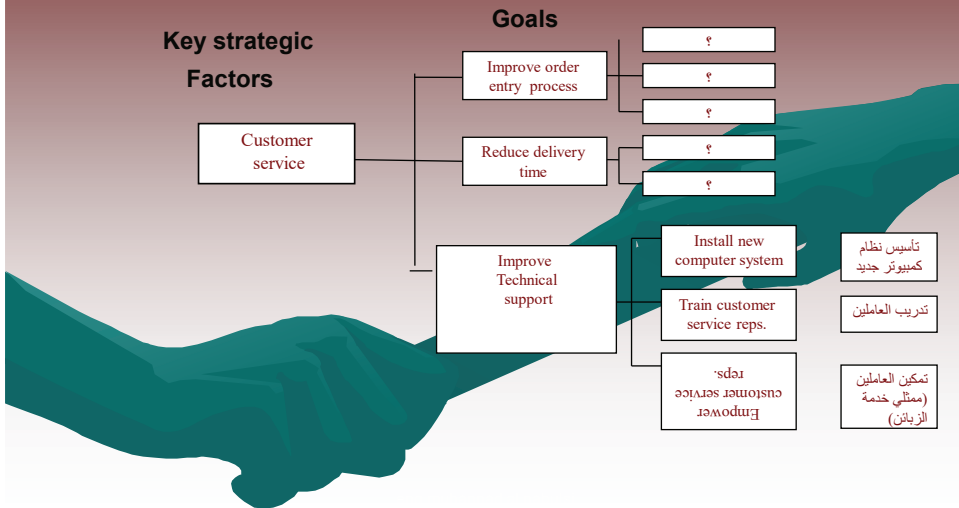 Key strategic
Factors
Goals
Customer
service
Improve order
entry process
؟
؟
؟
Reduce delivery
time
؟
؟
Improve
Technical
support
Install new
computer system
تأسيس نظام
كمبيوتر جديد
Train customer
service reps.
تدريب العاملين
Empower
customer service
reps.
تمكين العاملين
(ممثلي خدمة
الزبائن)